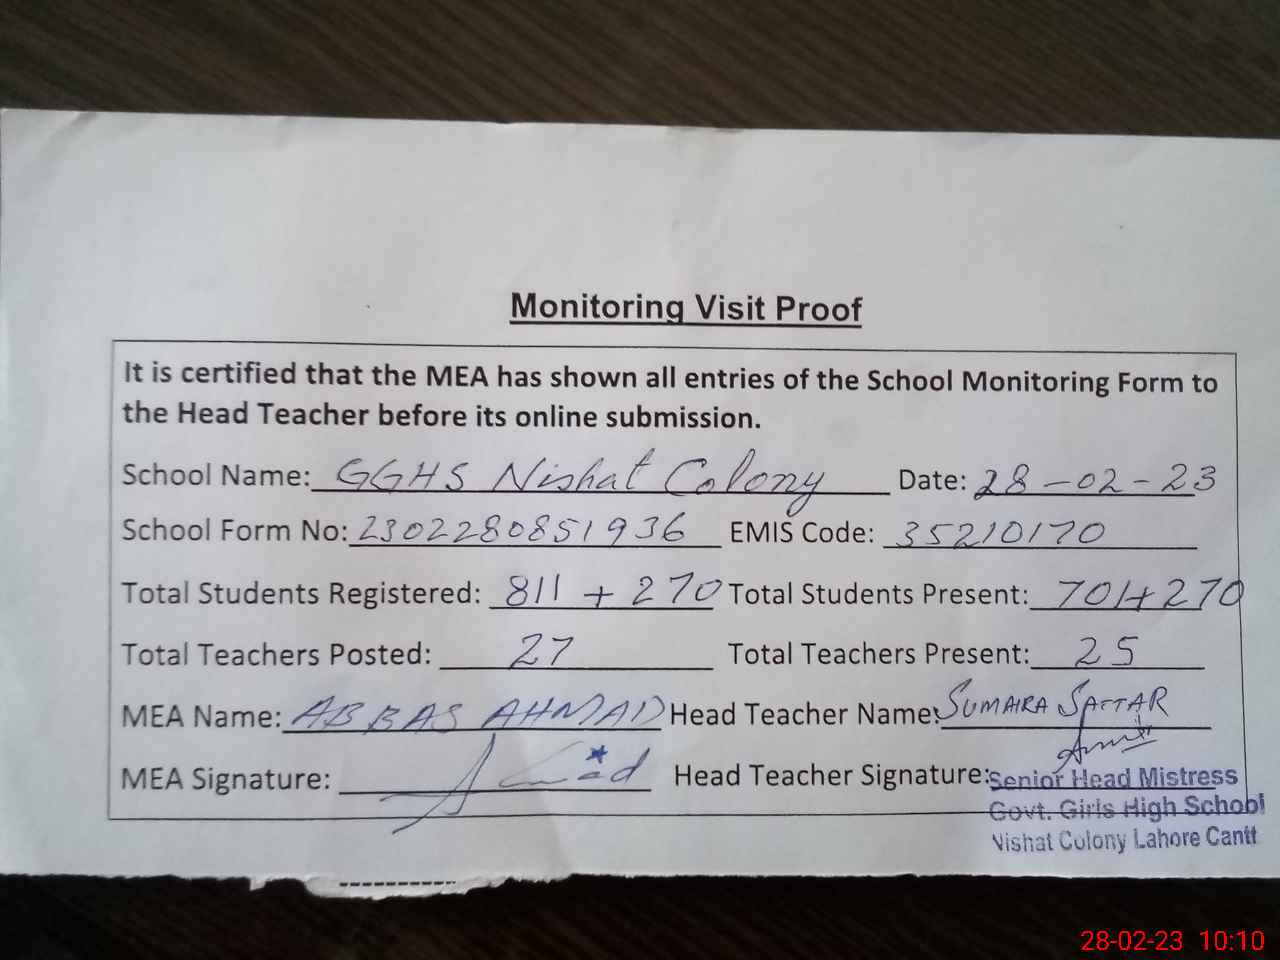 Monitoring Visit Proof
It is certified that the MEA has shown all entries of the School Monitoring Form to
the Head Teacher before its online submission.
School Name: GGHS Nishat Colony Date: 28-02-23
School Form No: 2302280851936 EMIS Code: 35210170
Total Students Registered: 811 + 270 Total Students Present: 701+270
Total Teachers Posted: 27 Total Teachers Present: 25
MEA Name: ABBAS AHMAD Head Teacher Name: SUMAIRA SATTAR
MEA Signature: Head Teacher Signature:
Senior Head Mistress
Govt. Girls High School
Nishat Colony Lahore Cantt
28-02-23 10:10